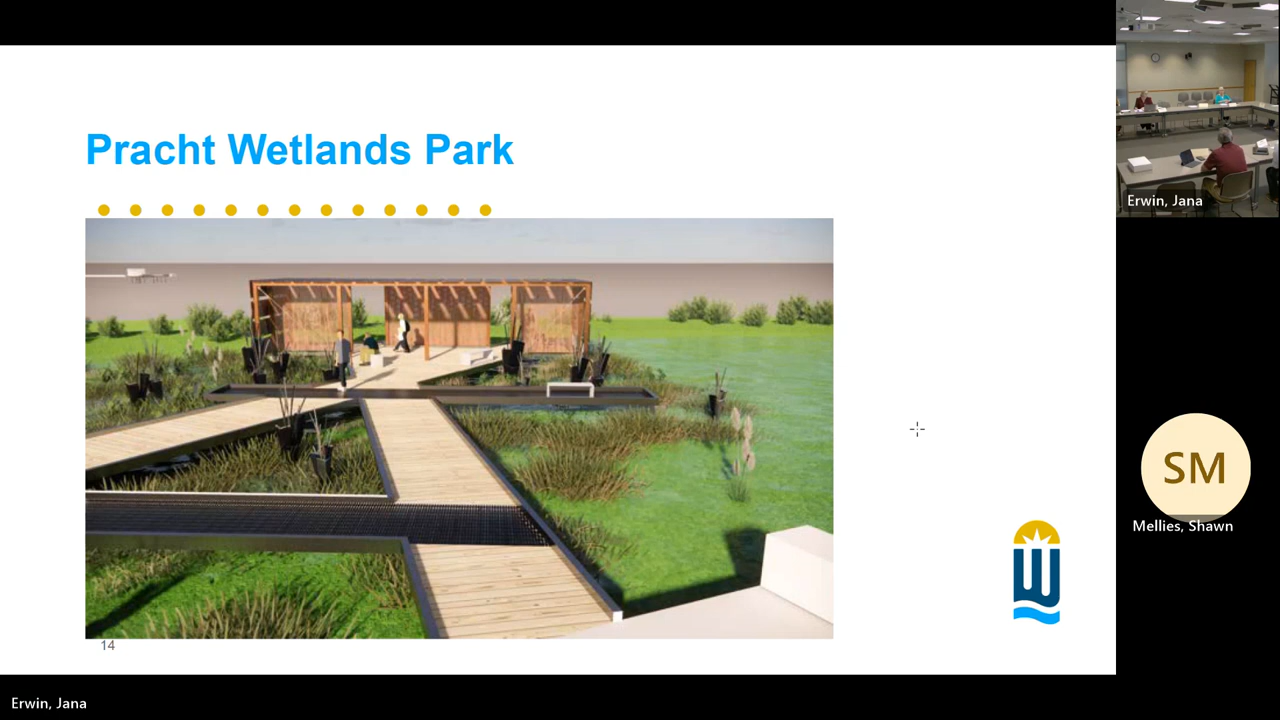 Pracht Wetlands Park
14
Erwin, Jana
SM
Mellies, Shawn
Erwin, Jana